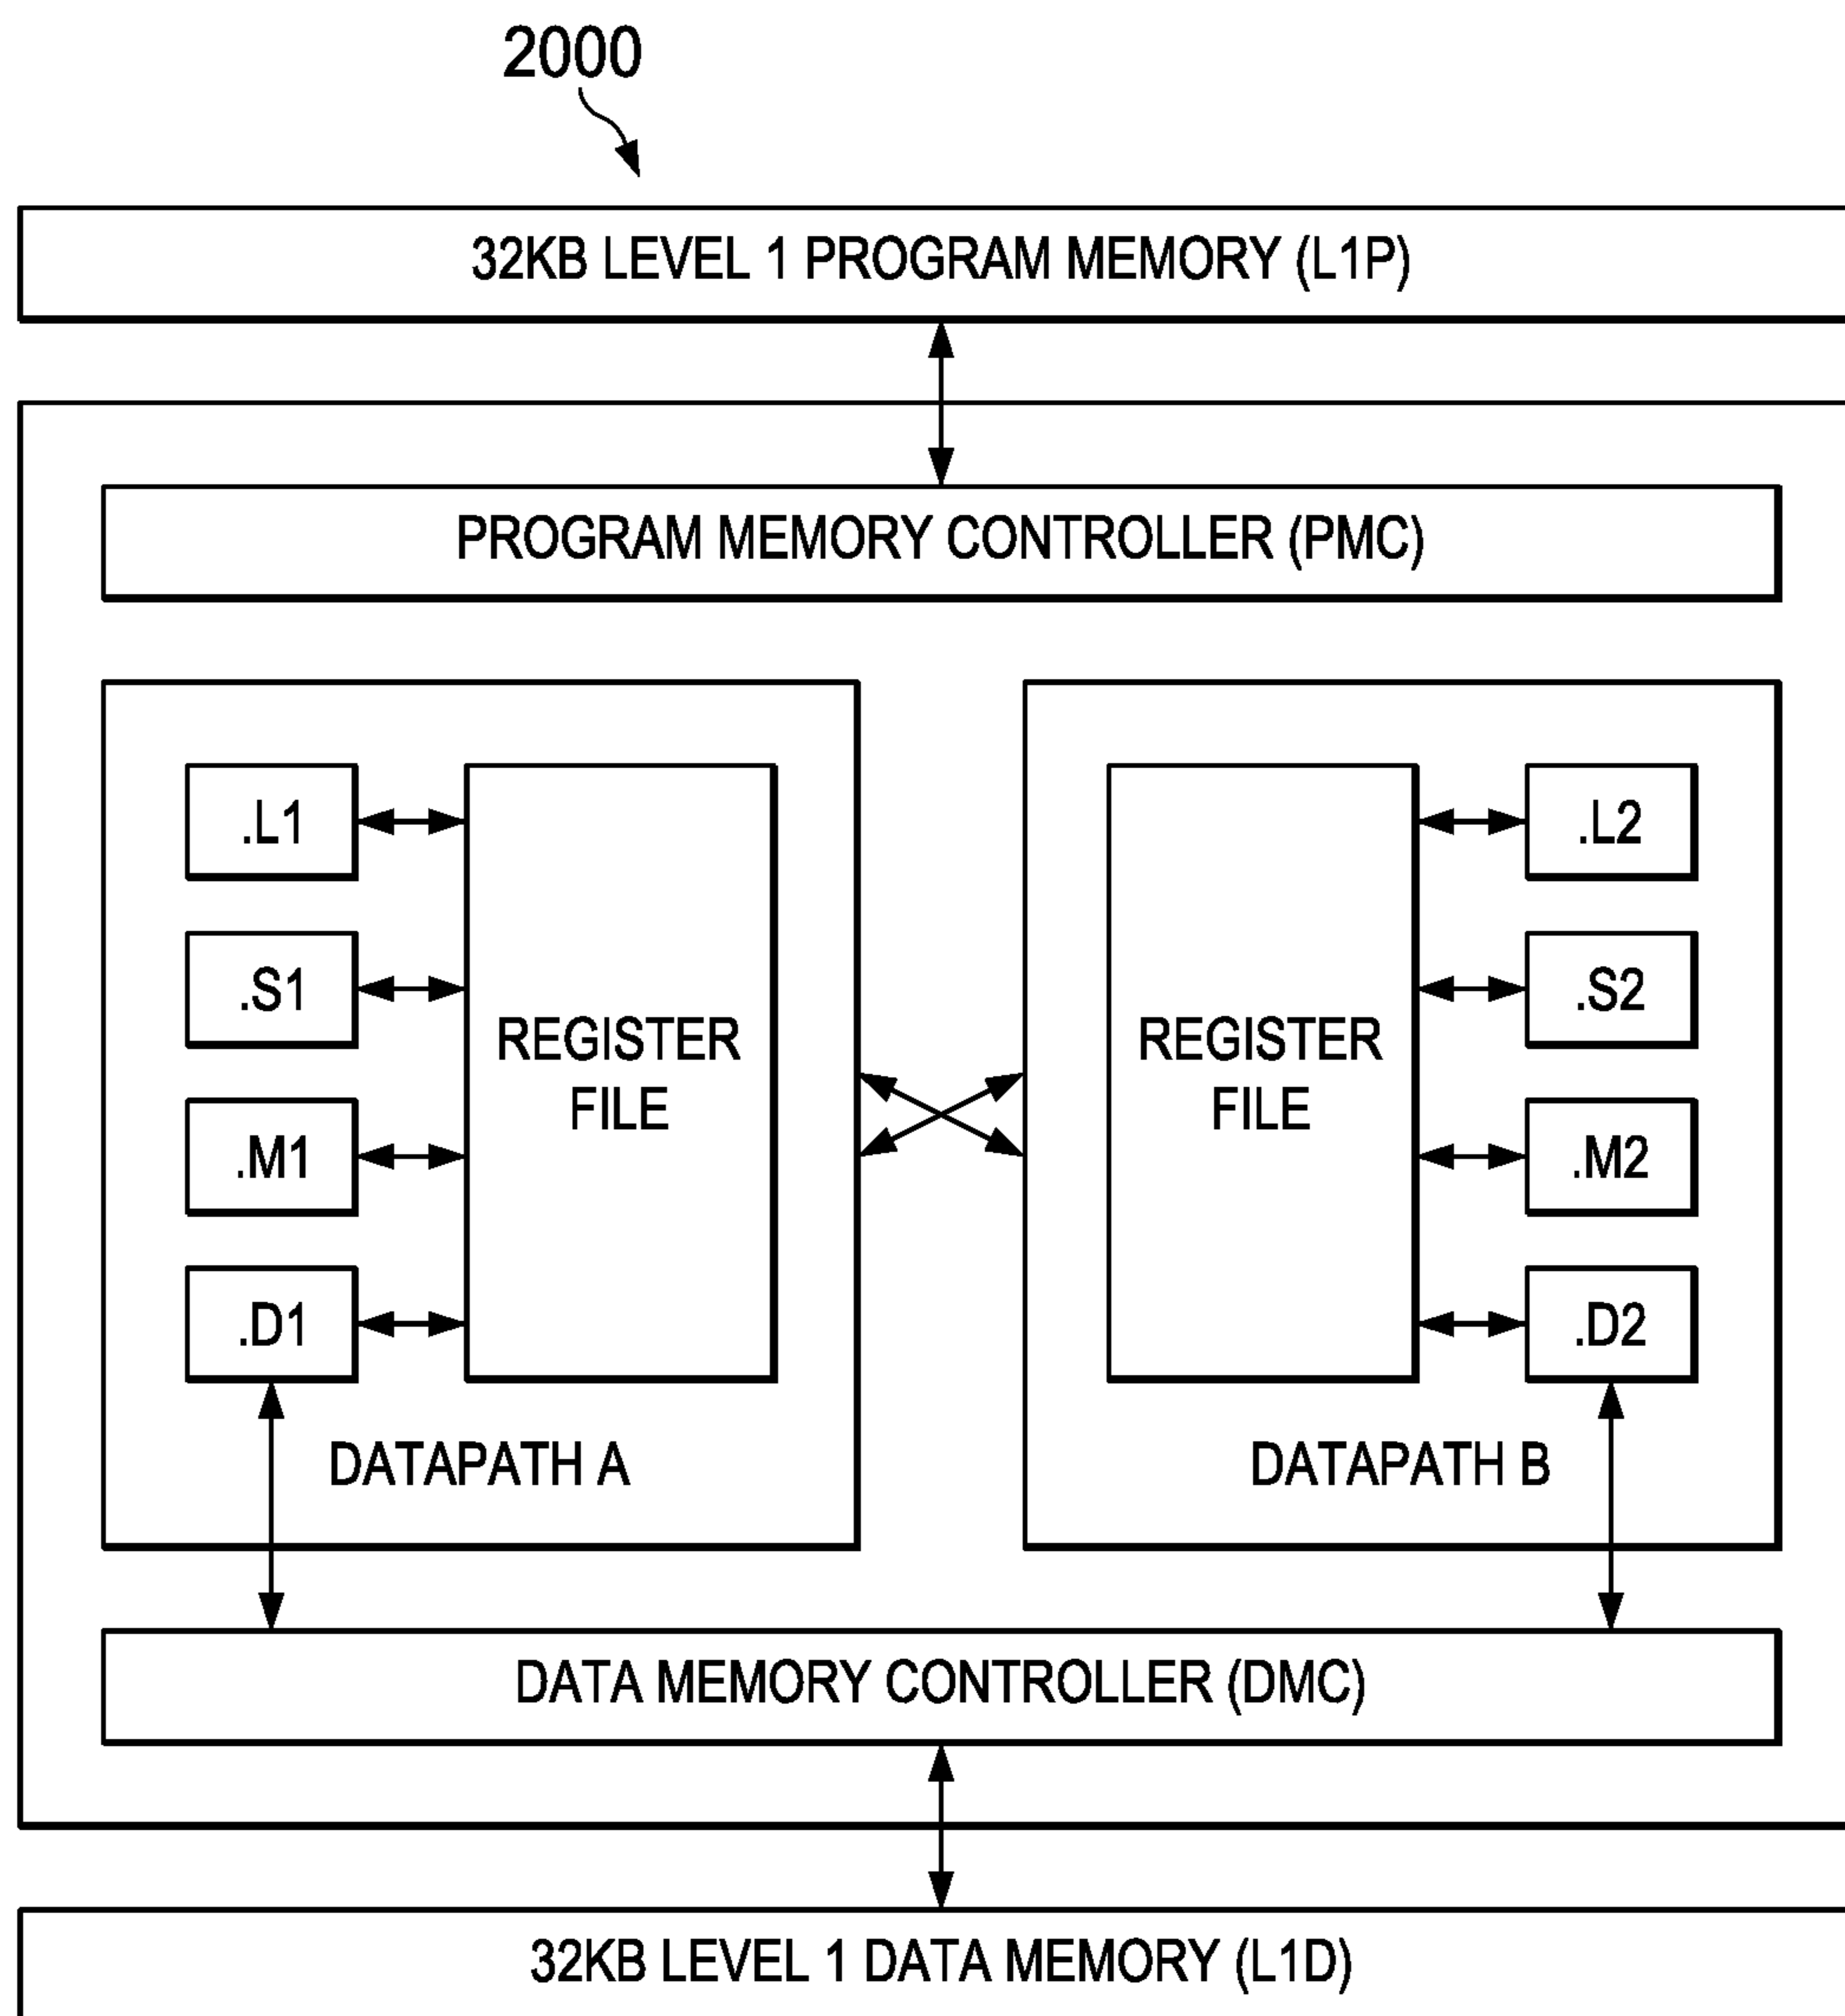 2000
32KB LEVEL 1 PROGRAM MEMORY (L1P)
PROGRAM MEMORY CONTROLLER (PMC)
.L1
.S1
.M1
.D1
REGISTER
FILE
DATAPATH A
REGISTER
FILE
.L2
.S2
.M2
.D2
DATAPATH B
DATA MEMORY CONTROLLER (DMC)
32KB LEVEL 1 DATA MEMORY (L1D)